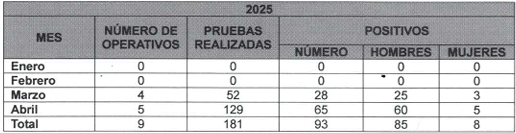 2025
MES NÚMERO DE OPERATIVOS PRUEBAS REALIZADAS POSITIVOS
NÚMERO HOMBRES MUJERES
Enero 0 0 0 0 0
Febrero 0 0 0 0 0
Marzo 4 52 28 25 3
Abril 5 129 65 60 5
Total 9 181 93 85 8